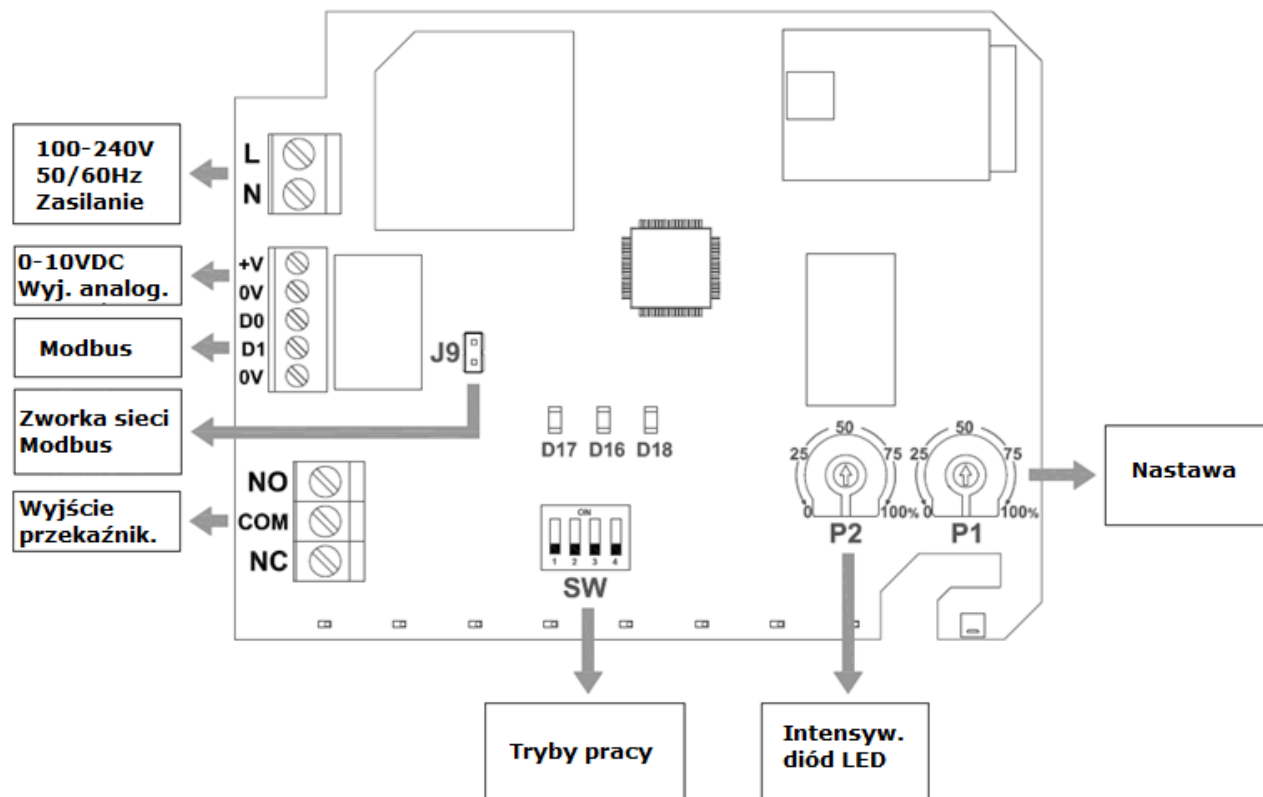 100-240V
50/60Hz
Zasilanie
L
N
0-10VDC
Wyj. analog.
+V
0V
D0
D1
0V
Modbus
J9
Zworka sieci
Modbus
D17 D16 D18
0 25 50 75 100%
P2
0 25 50 75 100%
P1
Nastawa
Wyjście
przekaźnik.
NO
COM
NC
ON
1 2 3 4
SW
Tryby pracy
Intensyw.
diód LED